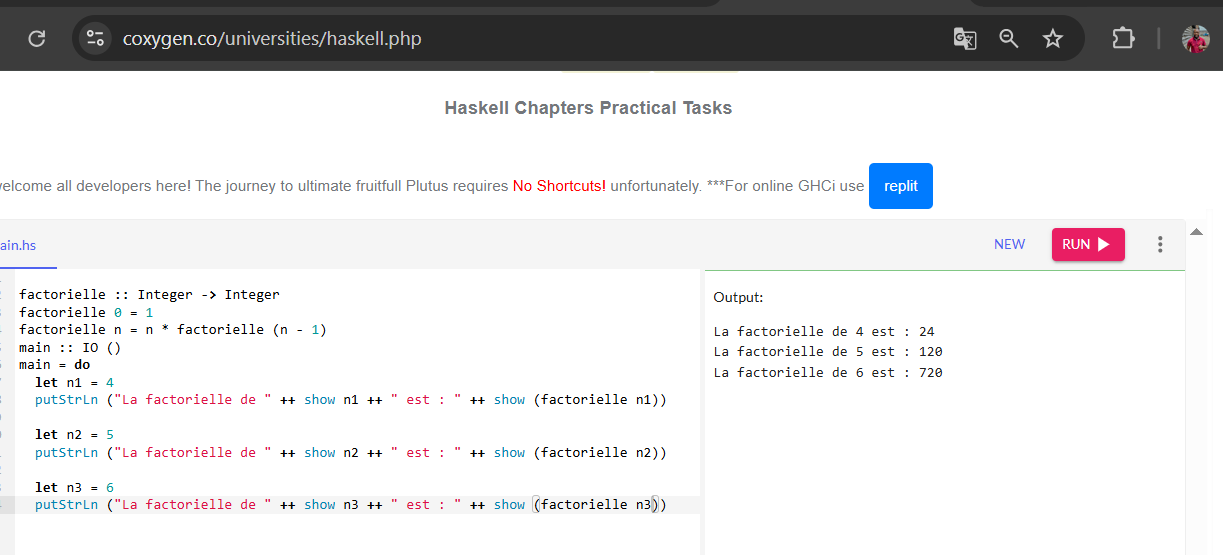 coxygen.co/universities/haskell.php
Haskell Chapters Practical Tasks
elcome all developers here! The journey to ultimate fruitfull Plutus requires No Shortcuts! unfortunately. ***For online GHCi use replit
ain.hs
NEW
RUN
factorielle :: Integer -> Integer
factorielle 0 = 1
factorielle n = n * factorielle (n - 1)
main :: IO ()
main = do
  let n1 = 4
  putStrLn ("La factorielle de " ++ show n1 ++ " est : " ++ show (factorielle n1))
  let n2 = 5
  putStrLn ("La factorielle de " ++ show n2 ++ " est : " ++ show (factorielle n2))
  let n3 = 6
  putStrLn ("La factorielle de " ++ show n3 ++ " est : " ++ show (factorielle n3))
Output:
La factorielle de 4 est : 24
La factorielle de 5 est : 120
La factorielle de 6 est : 720